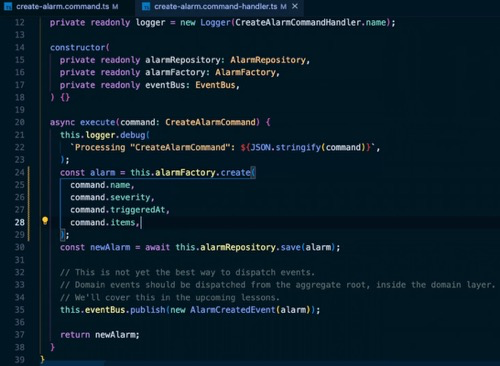 create-alarm.command.ts M
create-alarm.command-handler.ts M
12 private readonly logger = new Logger(CreateAlarmCommandHandler.name);
13
14 constructor(
15 private readonly alarmRepository: AlarmRepository,
16 private readonly alarmFactory: AlarmFactory,
17 private readonly eventBus: EventBus,
18 ) {}
19
20 async execute(command: CreateAlarmCommand) {
21 this.logger.debug(
22 `Processing "CreateAlarmCommand": ${JSON.stringify(command)}`,
23 );
24 const alarm = this.alarmFactory.create(
25 command.name,
26 command.severity,
27 command.triggeredAt,
28 command.items,
29 );
30 const newAlarm = await this.alarmRepository.save(alarm);
31
32 // This is not yet the best way to dispatch events.
33 // Domain events should be dispatched from the aggregate root, inside the domain layer.
34 // We'll cover this in the upcoming lessons.
35 this.eventBus.publish(new AlarmCreatedEvent(alarm));
36
37 return newAlarm;
38 }
39 }